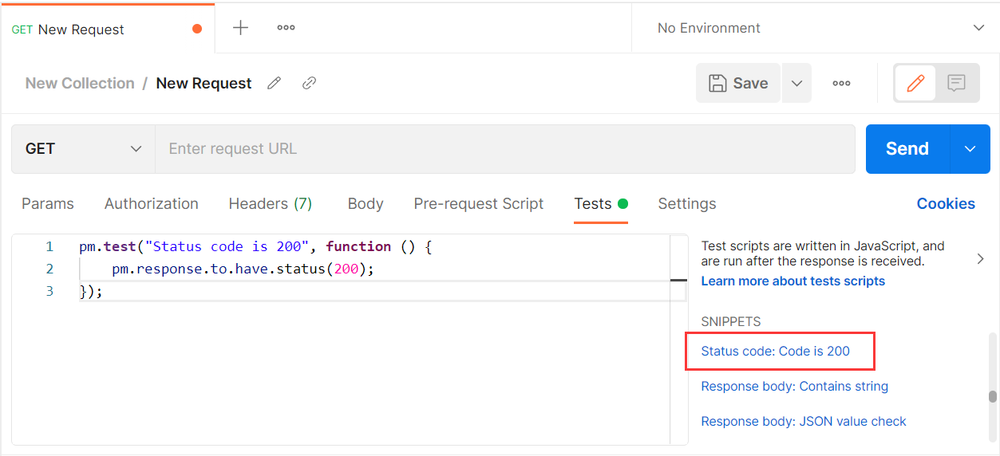 GET New Request
No Environment
New Collection / New Request
Save
GET
Enter request URL
Send
Params Authorization Headers (7) Body Pre-request Script Tests Settings Cookies
1 pm.test("Status code is 200", function () {
2 pm.response.to.have.status(200);
3 });
Test scripts are written in JavaScript, and
are run after the response is received.
Learn more about tests scripts
SNIPPETS
Status code: Code is 200
Response body: Contains string
Response body: JSON value check